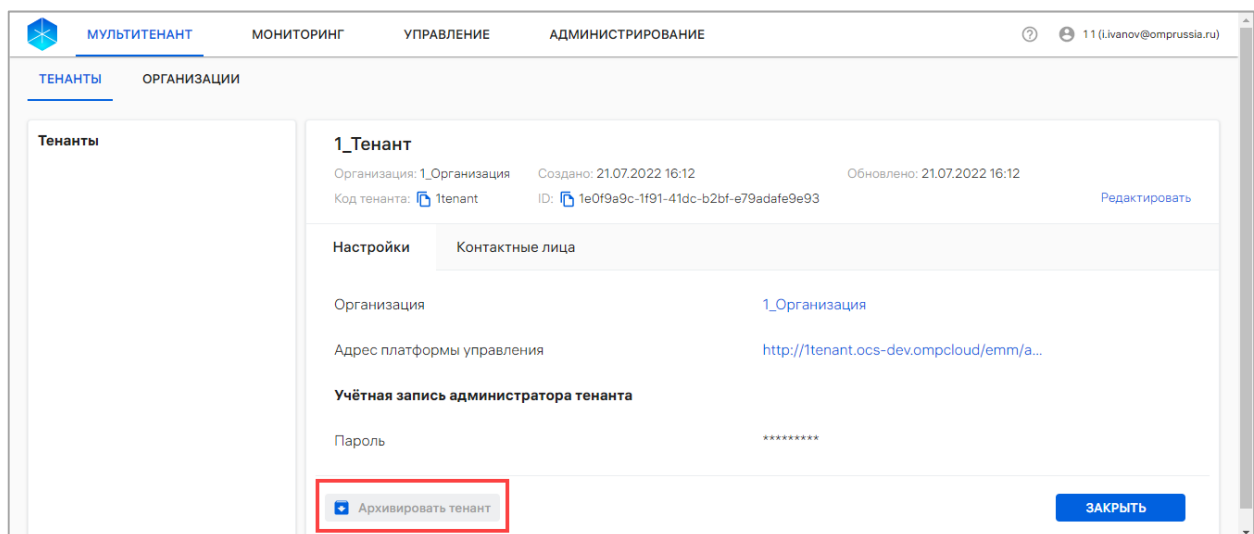 МУЛЬТИТЕНАНТ МОНИТОРИНГ УПРАВЛЕНИЕ АДМИНИСТРИРОВАНИЕ 1 1 (i.ivanov@omprussia.ru)
ТЕНАНТЫ ОРГАНИЗАЦИИ
Тенанты
1_Тенант
Организация: 1_Организация Создано: 21.07.2022 16:12 Обновлено: 21.07.2022 16:12
Код тенанта: 1tenant ID: 1e0f9a9c-1f91-41dc-b2bf-e79adafe9e93 Редактировать
Настройки Контактные лица
Организация 1_Организация
Адрес платформы управления http://1tenant.ocs-dev.ompcloud/emm/a...
Учётная запись администратора тенанта
Пароль *********
Архивировать тенант ЗАКРЫТЬ